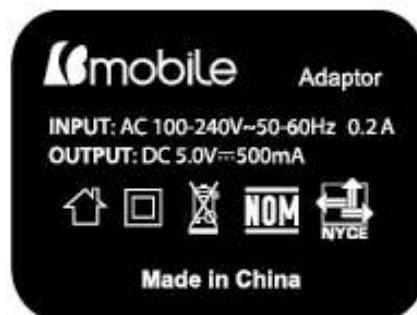 Bmobile Adaptor
INPUT: AC 100-240V~50-60Hz 0.2 A
OUTPUT: DC 5.0V⎓500mA
NOM
NYCE
Made in China